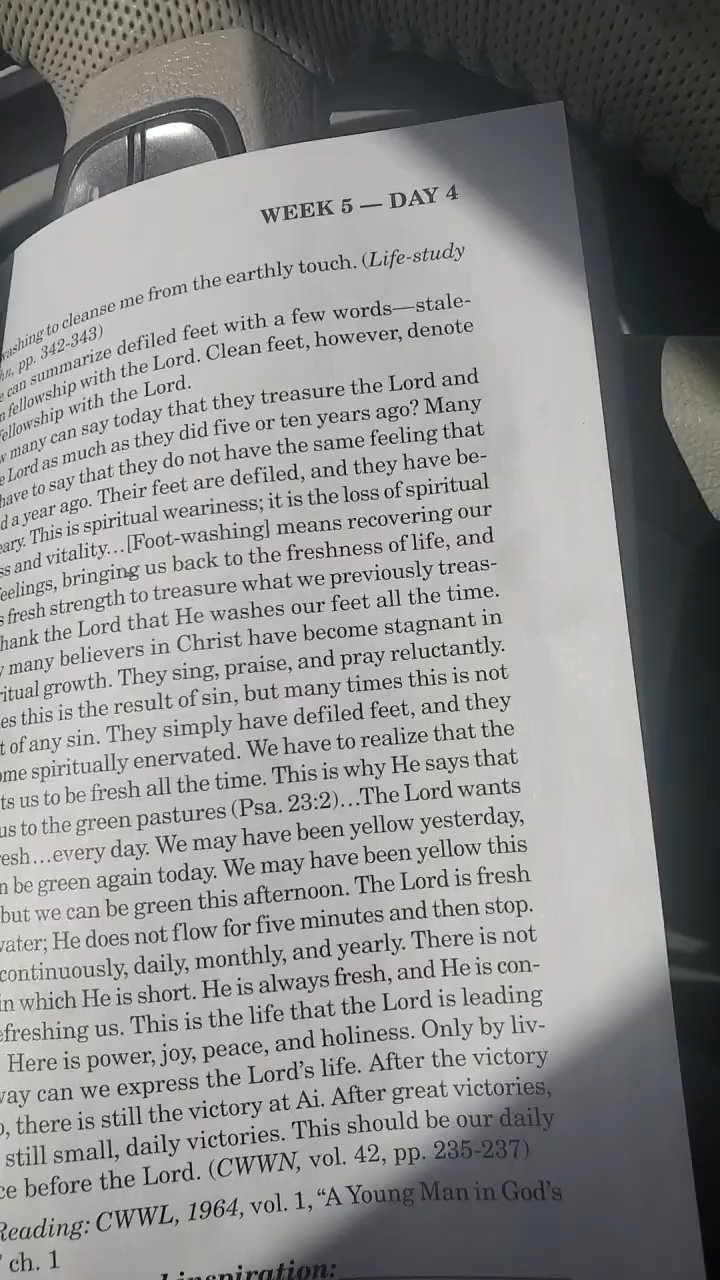 WEEK 5 — DAY 4
washing to cleanse me from the earthly touch. (Life-study
pp. 342-343)
can summarize defiled feet with a few words—stale-
fellowship with the Lord. Clean feet, however, denote
fellowship with the Lord.
many can say today that they treasure the Lord and
Lord as much as they did five or ten years ago? Many
have to say that they do not have the same feeling that
a year ago. Their feet are defiled, and they have be-
This is spiritual weariness; it is the loss of spiritual
and vitality…[Foot-washing] means recovering our
feelings, bringing us back to the freshness of life, and
fresh strength to treasure what we previously treas-
the Lord that He washes our feet all the time.
many believers in Christ have become stagnant in
growth. They sing, praise, and pray reluctantly.
this is the result of sin, but many times this is not
of any sin. They simply have defiled feet, and they
spiritually enervated. We have to realize that the
us to be fresh all the time. This is why He says that
us to the green pastures (Psa. 23:2)…The Lord wants
every day. We may have been yellow yesterday,
be green again today. We may have been yellow this
but we can be green this afternoon. The Lord is fresh
He does not flow for five minutes and then stop.
continuously, daily, monthly, and yearly. There is not
in which He is short. He is always fresh, and He is con-
us. This is the life that the Lord is leading
Here is power, joy, peace, and holiness. Only by liv-
way can we express the Lord's life. After the victory
there is still the victory at Ai. After great victories,
still small, daily victories. This should be our daily
before the Lord. (CWWN, vol. 42, pp. 235-237)
Reading: CWWL, 1964, vol. 1, "A Young Man in God's
ch. 1
inspiration: